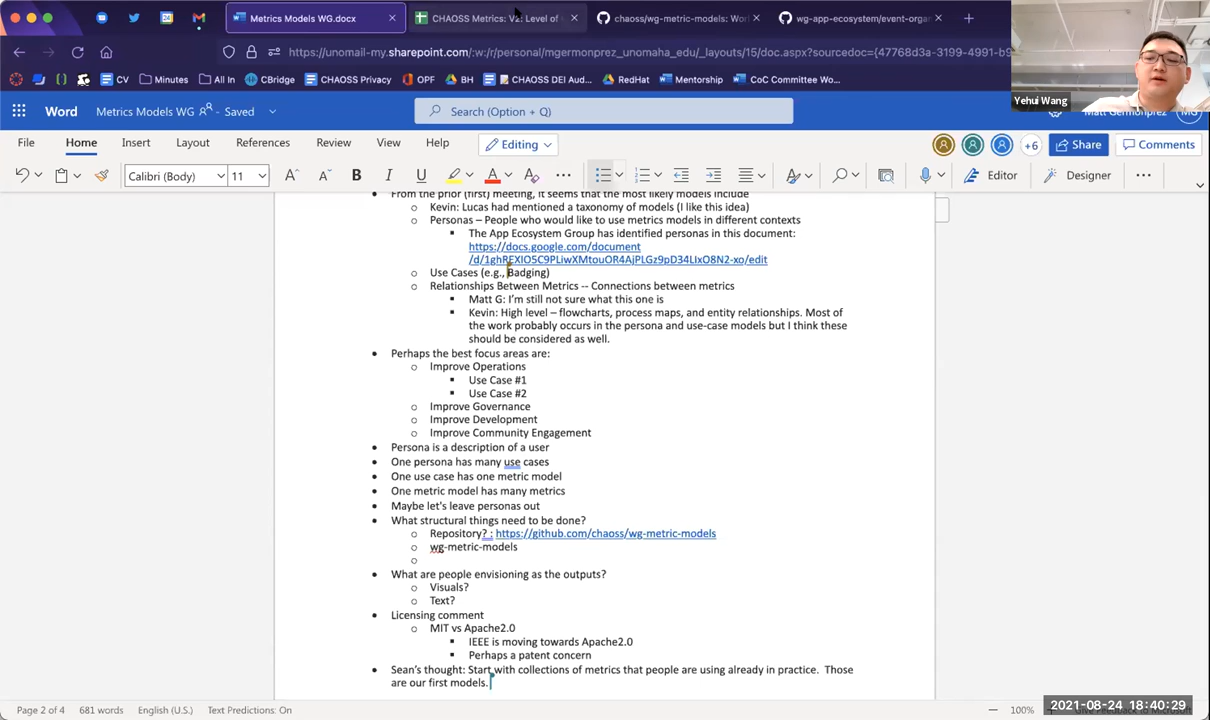 Metrics Models WG.docx
CHAOSS Metrics: V2: Level of
chaoss/wg-metric-models: Wor
wg-app-ecosystem/event-orga
https://unomail-my.sharepoint.com/:w:/r/personal/mgermonprez_unomaha_edu/_layouts/15/doc.aspx?sourcedoc={47768d3a-3199-4991-b9
CV
Minutes
All In
CBridge
CHAOSS Privacy
OPF
BH
CHAOSS DEI Aud...
RedHat
Mentorship
CoC Committee Wo...
Yehui Wang
Word
Metrics Models WG - Saved
Search (Option + Q)
Matt Germonprez
MG
File
Home
Insert
Layout
References
Review
View
Help
Editing
+6
Share
Comments
Calibri (Body)
11
B
I
U
Editor
Designer
From the prior (first) meeting, it seems that the most likely models include
Kevin: Lucas had mentioned a taxonomy of models (I like this idea)
Personas – People who would like to use metrics models in different contexts
The App Ecosystem Group has identified personas in this document:
https://docs.google.com/document
Use Cases (e.g., Badging)
Relationships Between Metrics -- Connections between metrics
Matt G: I'm still not sure what this one is
Kevin: High level – flowcharts, process maps, and entity relationships. Most of
the work probably occurs in the persona and use-case models but I think these
should be considered as well.
Perhaps the best focus areas are:
Improve Operations
Use Case #1
Use Case #2
Improve Governance
Improve Development
Improve Community Engagement
Persona is a description of a user
One persona has many use cases
One use case has one metric model
One metric model has many metrics
Maybe let's leave personas out
What structural things need to be done?
Repository? : https://github.com/chaoss/wg-metric-models
wg-metric-models
What are people envisioning as the outputs?
Visuals?
Text?
Licensing comment
MIT vs Apache2.0
IEEE is moving towards Apache2.0
Perhaps a patent concern
Sean's thought: Start with collections of metrics that people are using already in practice. Those
are our first models.
Page 2 of 4
681 words
English (U.S.)
Text Predictions: On
100%
2021-08-24 18:40:29